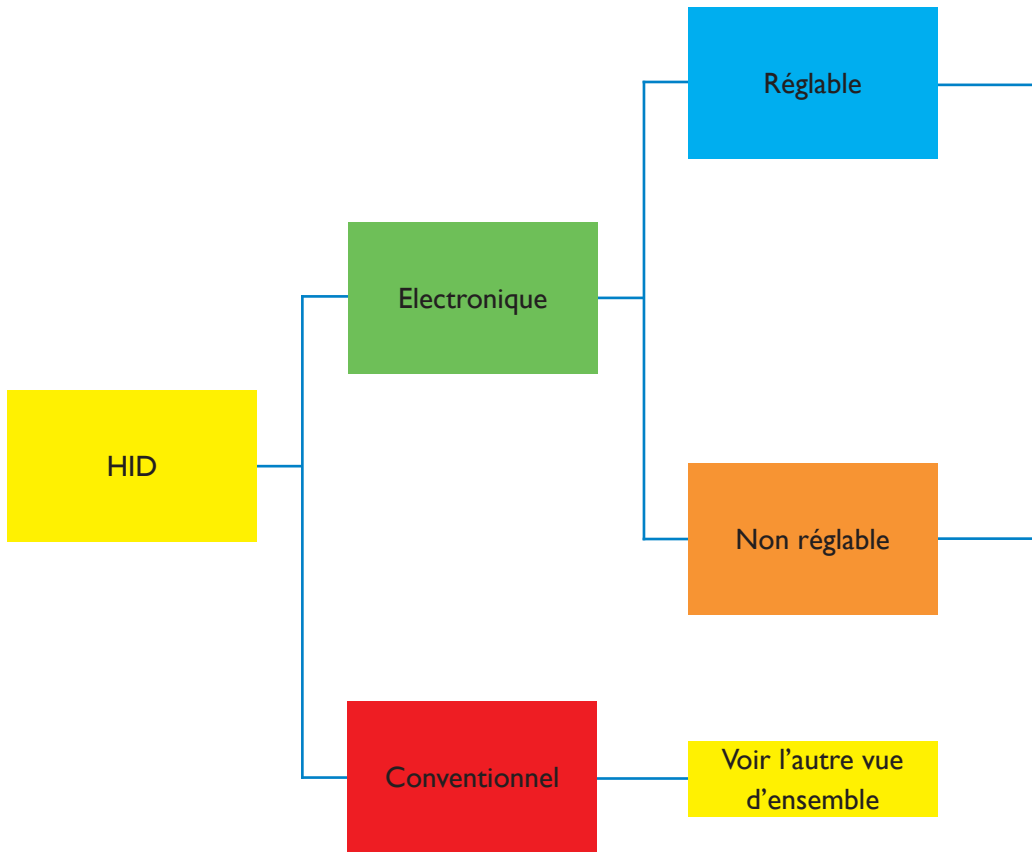 Réglable
Electronique
HID
Non réglable
Conventionnel
Voir l’autre vue
d’ensemble